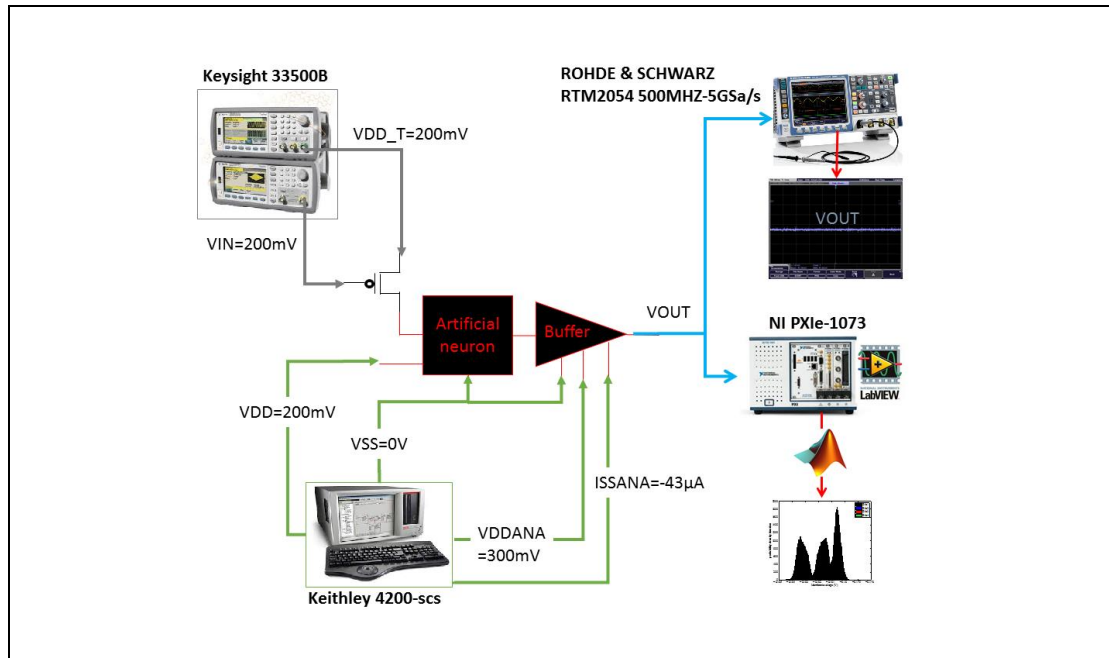 Keysight 33500B
ROHDE & SCHWARZ
RTM2054 500MHZ-5GSa/s
VDD_T=200mV
VOUT
VIN=200mV
VOUT
Artificial
neuron
Buffer
NI PXIe-1073
LabVIEW
VDD=200mV
VSS=0V
ISSANA=-43µA
VDDANA
=300mV
Keithley 4200-scs